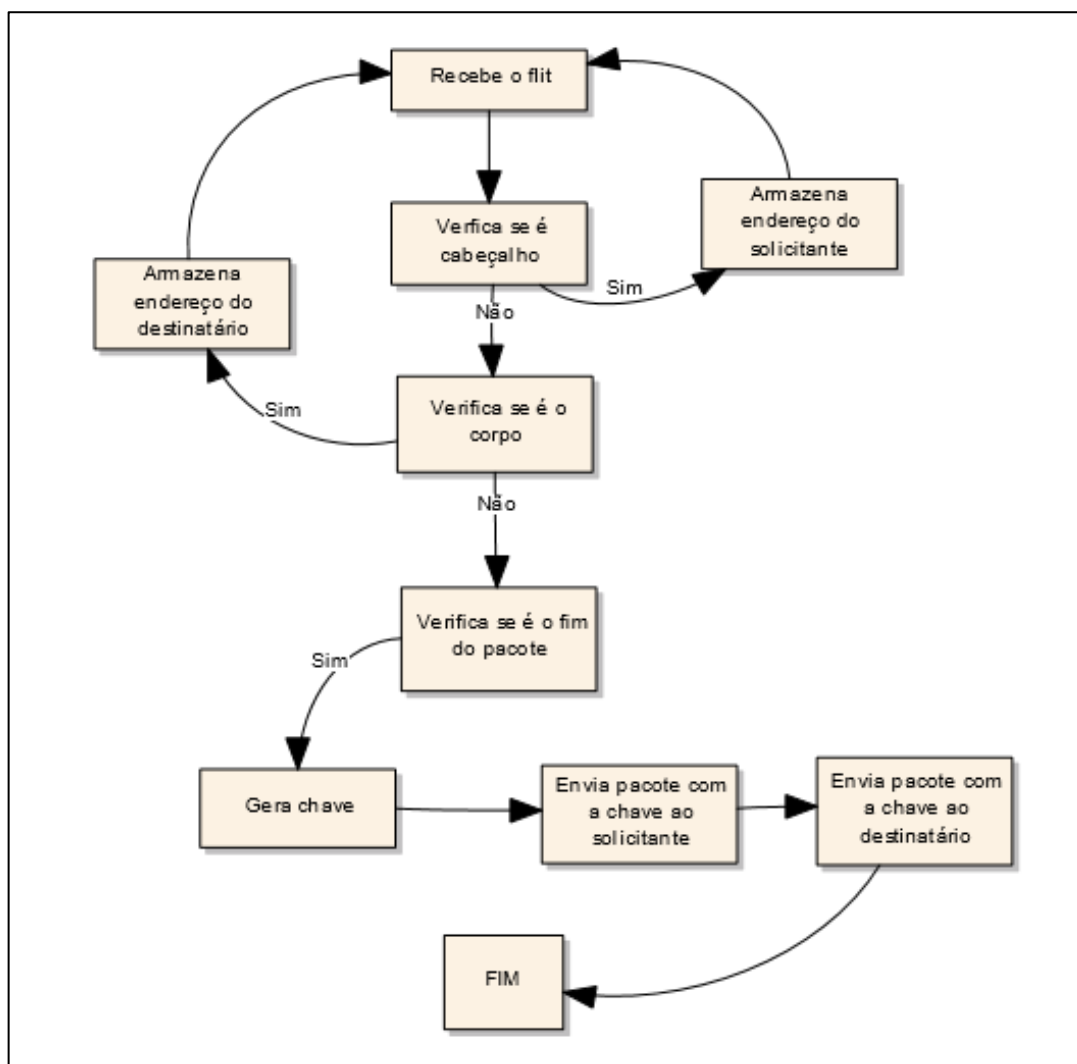 Recebe o flit
Armazena
endereço do
solicitante
Verfica se é
cabeçalho
Sim
Não
Armazena
endereço do
destinatário
Verifica se é o
corpo
Sim
Não
Verifica se é o fim
do pacote
Sim
Gera chave
Envia pacote com
a chave ao
solicitante
Envia pacote com
a chave ao
destinatário
FIM